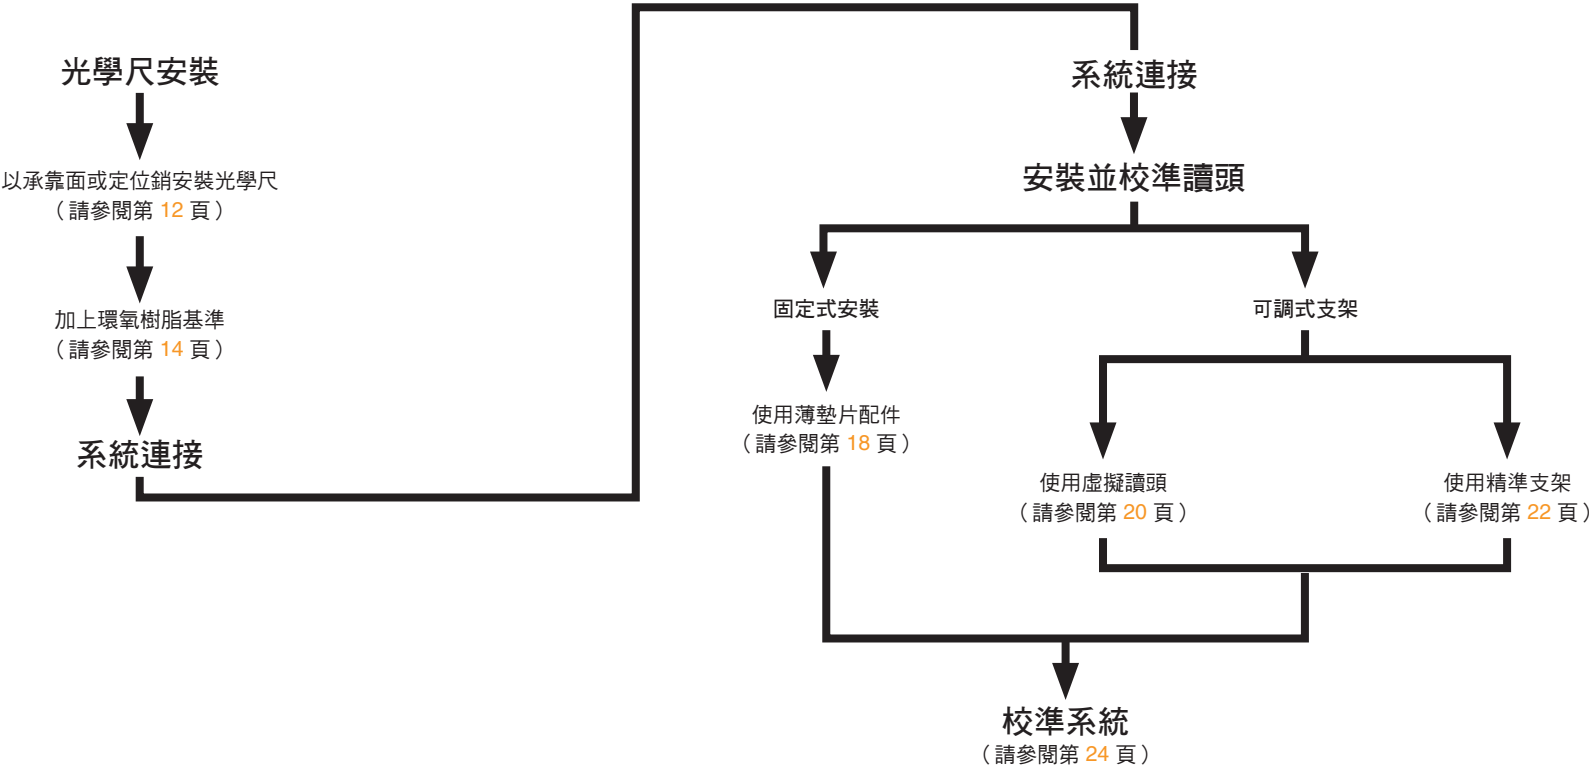 光學尺安裝
以承靠面或定位銷安裝光學尺
（請參閱第 12 頁）
加上環氧樹脂基準
（請參閱第 14 頁）
系統連接
系統連接
安裝並校準讀頭
固定式安裝
使用薄墊片配件
（請參閱第 18 頁）
可調式支架
使用虛擬讀頭
（請參閱第 20 頁）
使用精準支架
（請參閱第 22 頁）
校準系統
（請參閱第 24 頁）